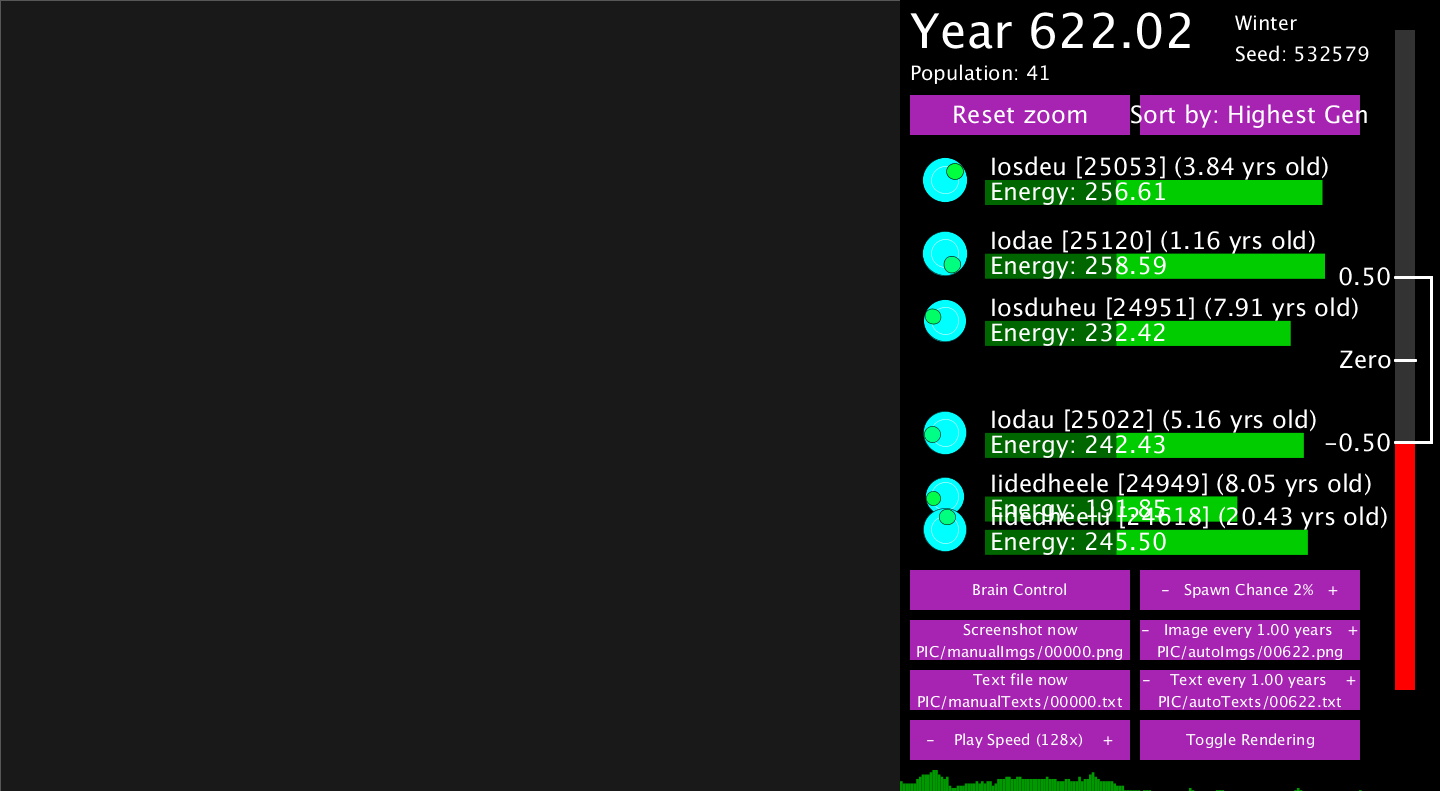 Year 622.02
Winter
Seed: 532579
Population: 41
Reset zoom
Sort by: Highest Gen
Iosdeu [25053] (3.84 yrs old)
Energy: 256.61
Iodae [25120] (1.16 yrs old)
Energy: 258.59
0.50
Iosduheu [24951] (7.91 yrs old)
Energy: 232.42
Zero
Iodau [25022] (5.16 yrs old)
Energy: 242.43
-0.50
Iidedheele [24949] (8.05 yrs old)
Energy: 191.85
Iidedheelu [24618] (20.43 yrs old)
Energy: 245.50
Brain Control
- Spawn Chance 2% +
Screenshot now
PIC/manualImgs/00000.png
- Image every 1.00 years +
PIC/autoImgs/00622.png
Text file now
PIC/manualTexts/00000.txt
- Text every 1.00 years +
PIC/autoTexts/00622.txt
- Play Speed (128x) +
Toggle Rendering